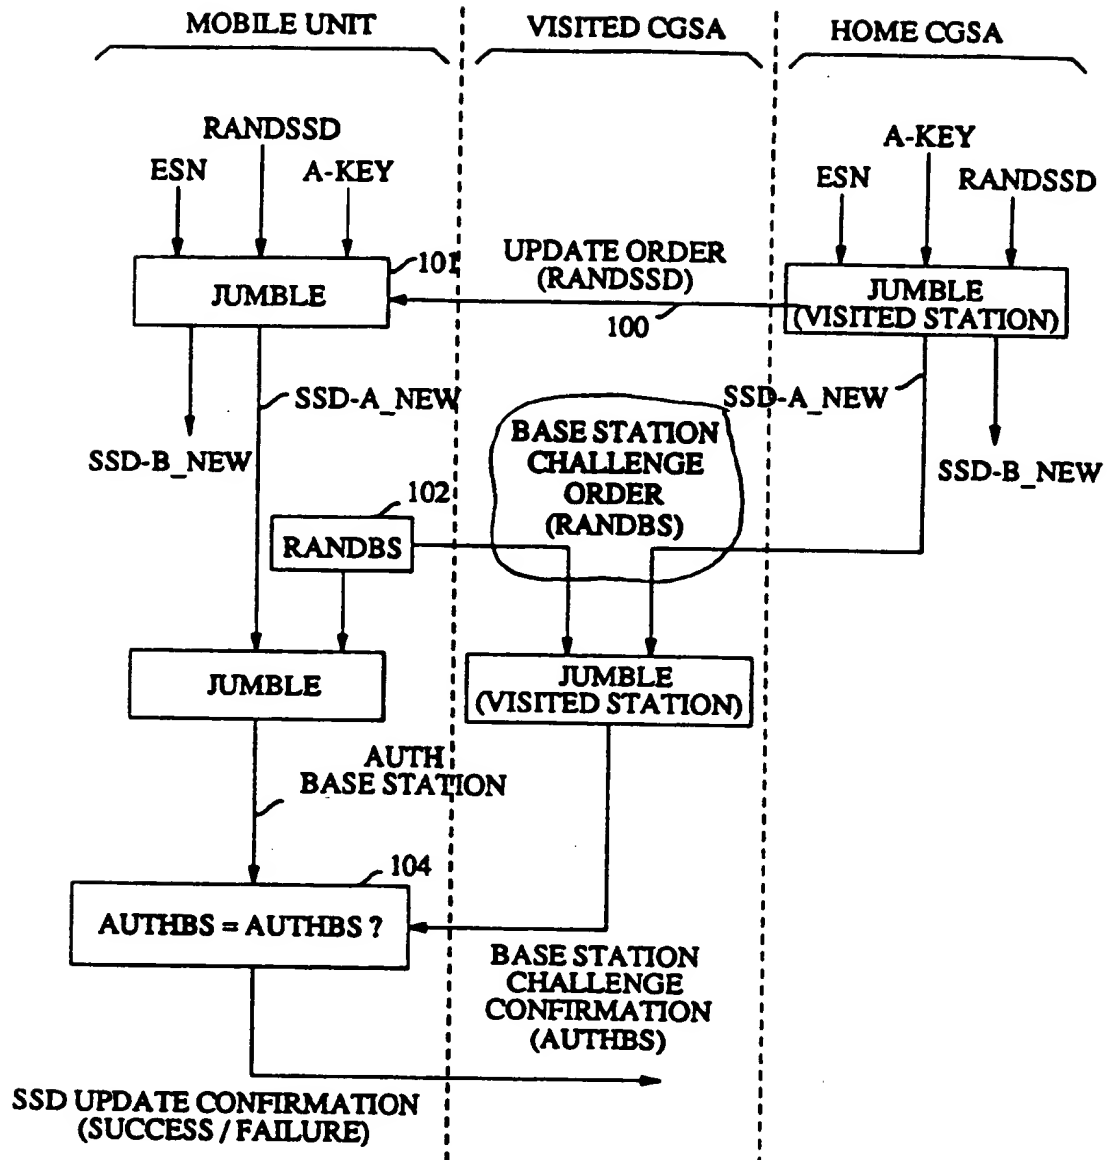 MOBILE UNIT
VISITED CGSA
HOME CGSA
RANDSSD
ESN
A-KEY
A-KEY
ESN
RANDSSD
101
UPDATE ORDER
(RANDSSD)
JUMBLE
100
JUMBLE
(VISITED STATION)
SSD-A_NEW
SSD-A_NEW
SSD-B_NEW
SSD-B_NEW
BASE STATION
CHALLENGE
ORDER
(RANDBS)
102
RANDBS
JUMBLE
JUMBLE
(VISITED STATION)
AUTH
BASE STATION
104
AUTHBS = AUTHBS ?
BASE STATION
CHALLENGE
CONFIRMATION
(AUTHBS)
SSD UPDATE CONFIRMATION
(SUCCESS / FAILURE)